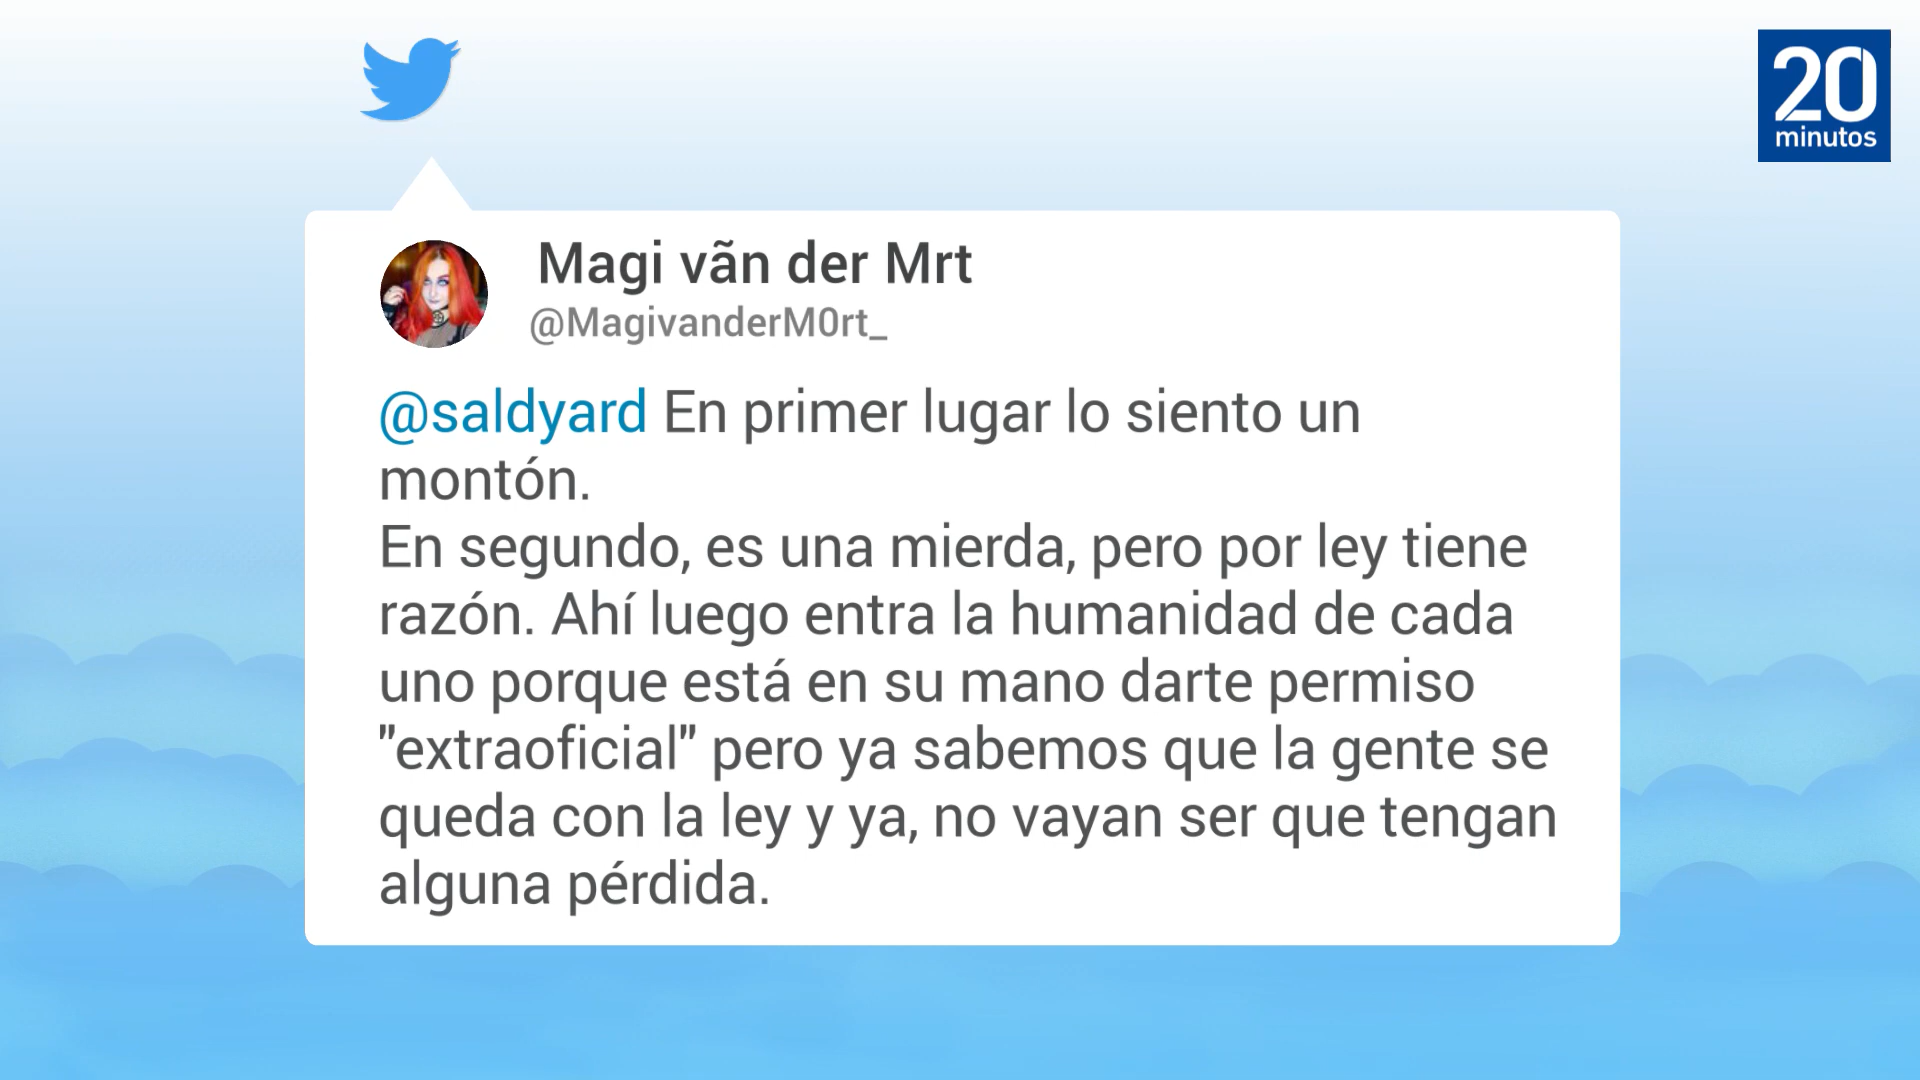 20
minutos
Magi vãn der Mrt
@MagivanderM0rt_
@saldyard En primer lugar lo siento un
montón.
En segundo, es una mierda, pero por ley tiene
razón. Ahí luego entra la humanidad de cada
uno porque está en su mano darte permiso
"extraoficial" pero ya sabemos que la gente se
queda con la ley y ya, no vayan ser que tengan
alguna pérdida.